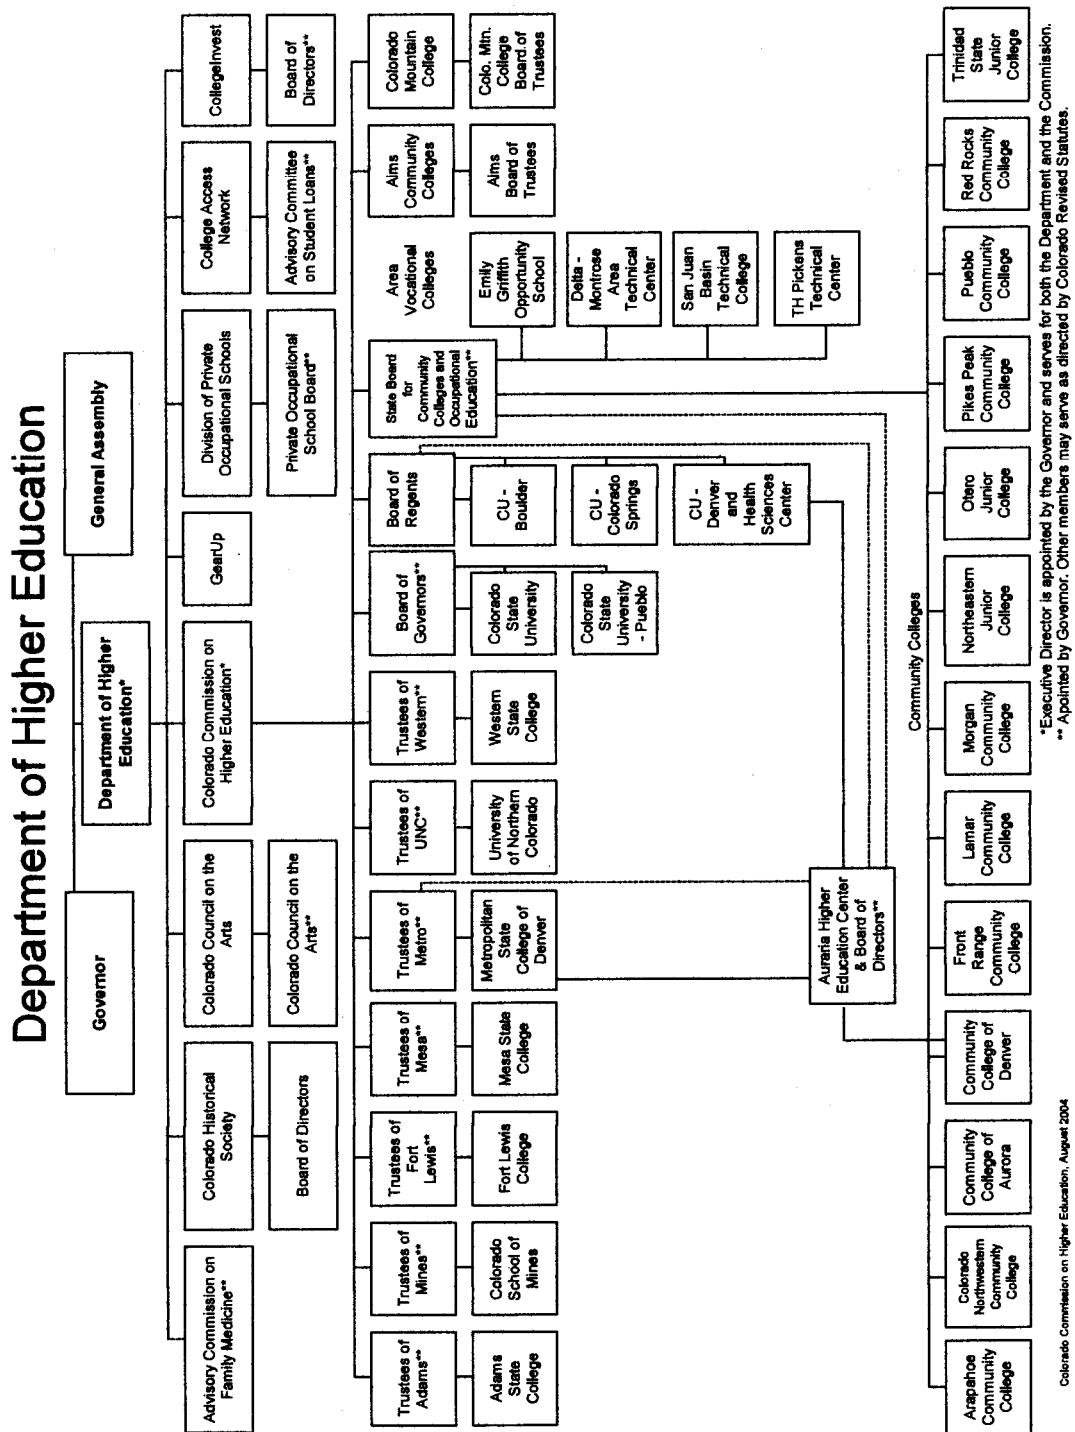 Department of Higher Education
Governor
General Assembly
Department of Higher
Education*
Advisory Commission on
Family Medicine**
Colorado Historical
Society
Colorado Council on the
Arts
Colorado Commission on
Higher Education*
GearUp
Division of Private
Occupational Schools
College Access
Network
CollegeInvest
Board of Directors
Colorado Council on the
Arts**
Private Occupational
School Board**
Advisory Committee
on Student Loans**
Board of
Directors**
Trustees of
Adams**
Trustees of
Mines**
Trustees of
Fort
Lewis**
Trustees of
Mesa**
Trustees of
Metro**
Trustees of
UNC**
Trustees of
Western**
Board of
Governors**
Board of
Regents
State Board
for
Community
Colleges and
Occupational
Education**
Area
Vocational
Colleges
Aims
Community
Colleges
Colorado
Mountain
College
Adams
State
College
Colorado
School of
Mines
Fort Lewis
College
Mesa State
College
Metropolitan
State
College of
Denver
University
of Northern
Colorado
Western
State
College
Colorado
State
University
CU -
Boulder
Emily
Griffith
Opportunity
School
Aims
Board of
Trustees
Colo. Mtn.
College
Board of
Trustees
Colorado
State
University
- Pueblo
CU -
Colorado
Springs
Delta -
Montrose
Area
Technical
Center
CU -
Denver
and
Health
Sciences
Center
San Juan
Basin
Technical
College
TH Pickens
Technical
Center
Auraria Higher
Education Center
& Board of
Directors**
Community Colleges
Arapahoe
Community
College
Colorado
Northwestern
Community
College
Community
College of
Aurora
Community
College of
Denver
Front
Range
Community
College
Lamar
Community
College
Morgan
Community
College
Northeastern
Junior
College
Otero
Junior
College
Pikes Peak
Community
College
Pueblo
Community
College
Red Rocks
Community
College
Trinidad
State
Junior
College
*Executive Director is appointed by the Governor and serves for both the Department and the Commission.
** Apointed by Governor. Other members may serve as directed by Colorado Revised Statutes.
Colorado Commission on Higher Education, August 2004